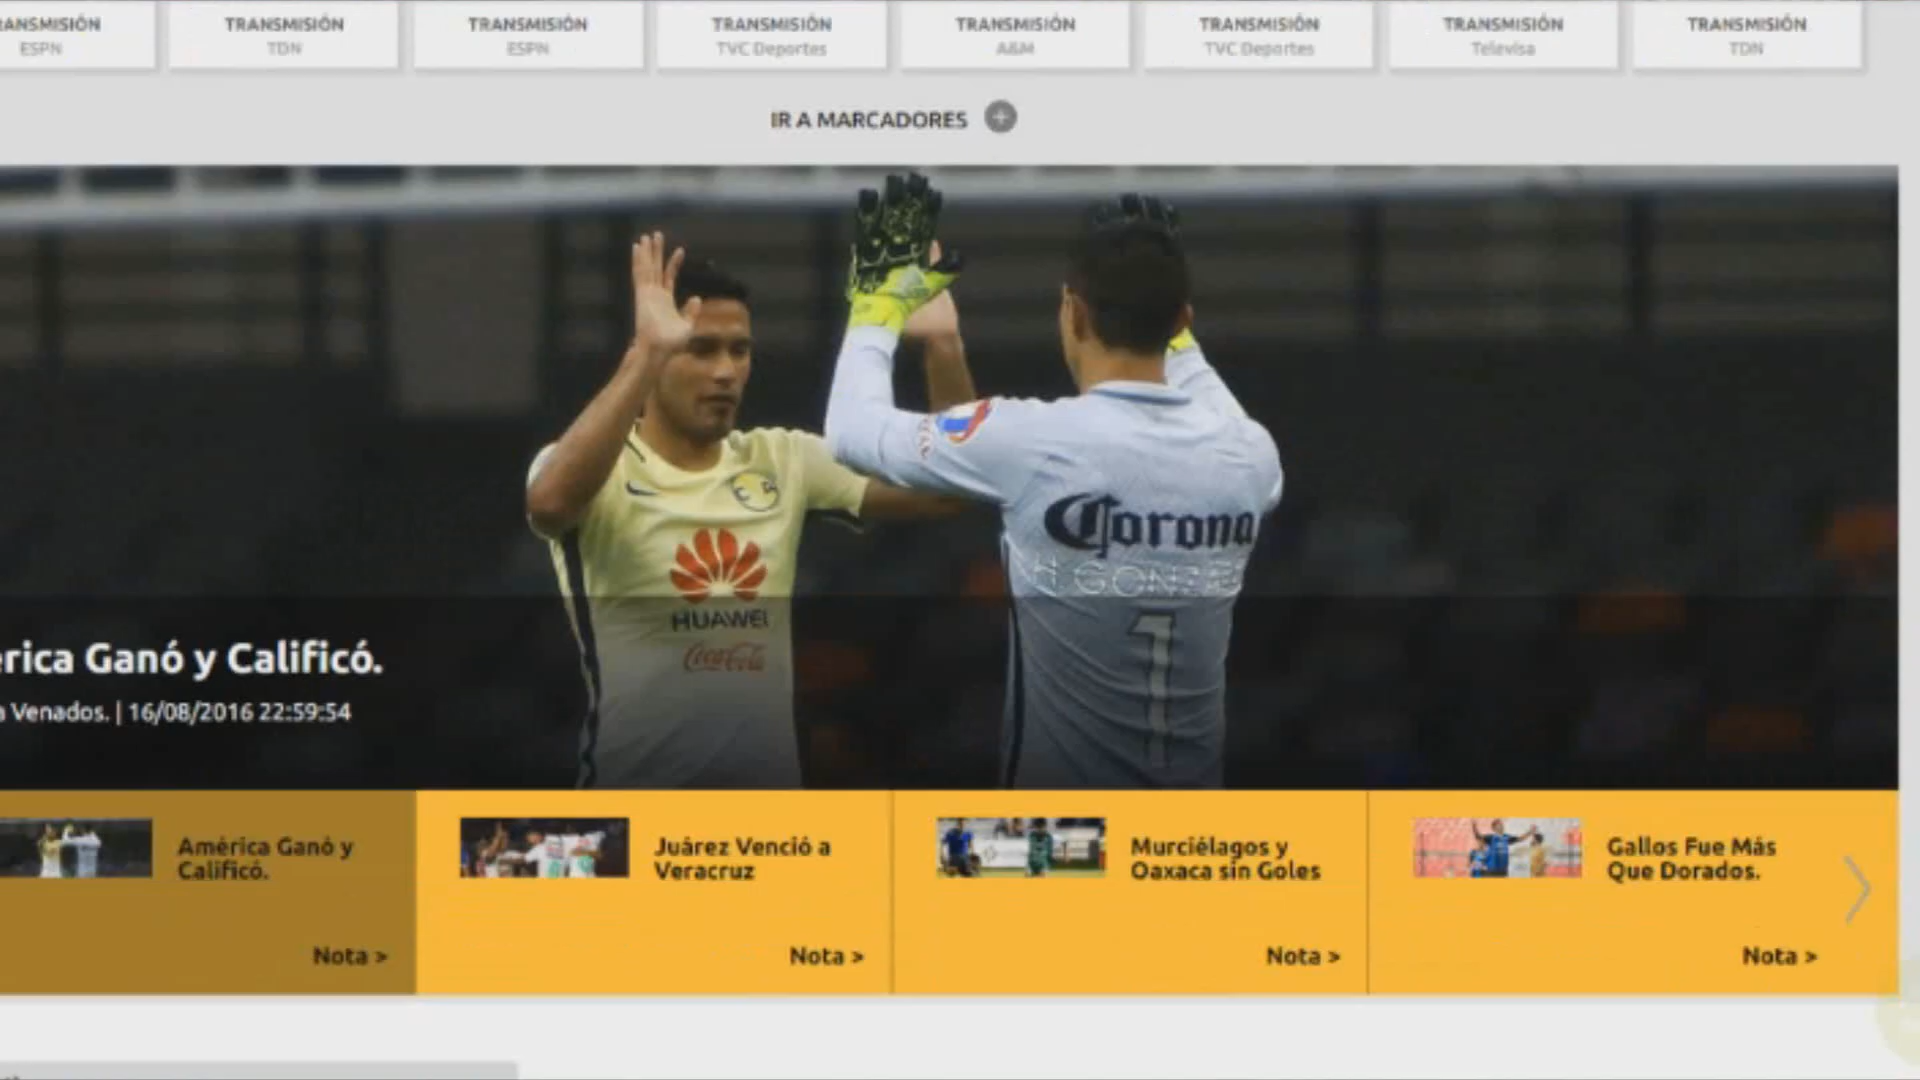 TRANSMISIÓN
ESPN
TRANSMISIÓN
TDN
TRANSMISIÓN
ESPN
TRANSMISIÓN
TVC Deportes
TRANSMISIÓN
A&M
TRANSMISIÓN
TVC Deportes
TRANSMISIÓN
Televisa
TRANSMISIÓN
TDN
IR A MARCADORES
Corona
1
HUAWEI
Coca-Cola
erica Ganó y Calificó.
a Venados. | 16/08/2016 22:59:54
América Ganó y
Calificó.
Nota >
Juárez Venció a
Veracruz
Nota >
Murciélagos y
Oaxaca sin Goles
Nota >
Gallos Fue Más
Que Dorados.
Nota >